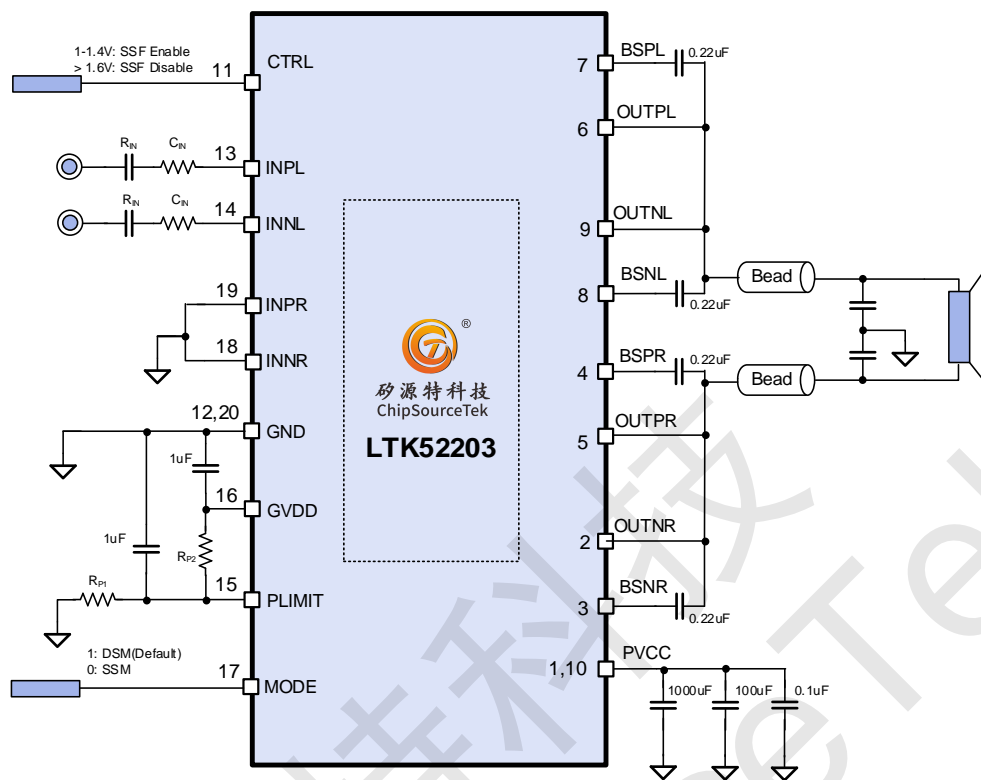 1-1.4V: SSF Enable
> 1.6V: SSF Disable
11
CTRL
RIN
CIN
13
INPL
RIN
CIN
14
INNL
19
INPR
18
INNR
12,20
GND
1uF
16
GVDD
1uF
RP2
RP1
15
PLIMIT
1: DSM(Default)
0: SSM
17
MODE
®
矽源特科技
ChipSourceTek
LTK52203
7
BSPL
0.22uF
6
OUTPL
9
OUTNL
8
BSNL
0.22uF
Bead
4
BSPR
0.22uF
Bead
5
OUTPR
2
OUTNR
3
BSNR
0.22uF
1,10
PVCC
1000uF
100uF
0.1uF
特科技
ceTe